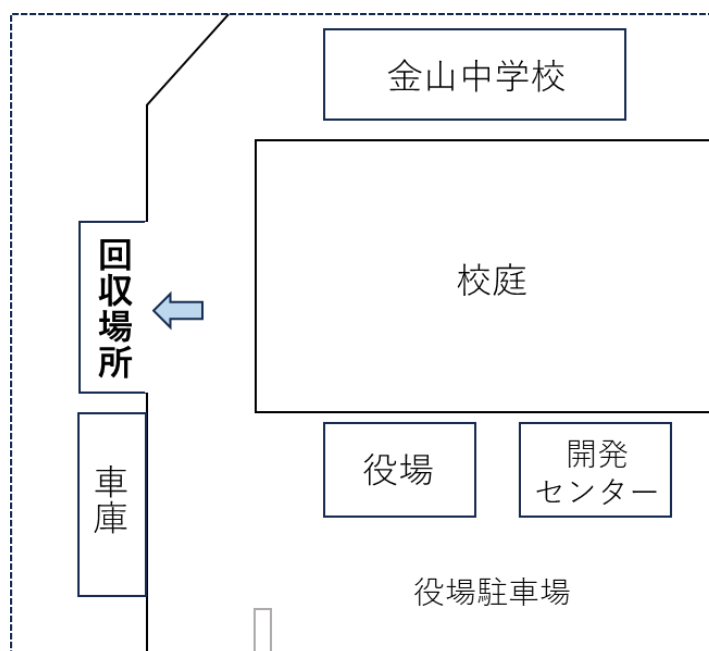 金山中学校
校庭
回収場所
役場
開発
センター
車庫
役場駐車場